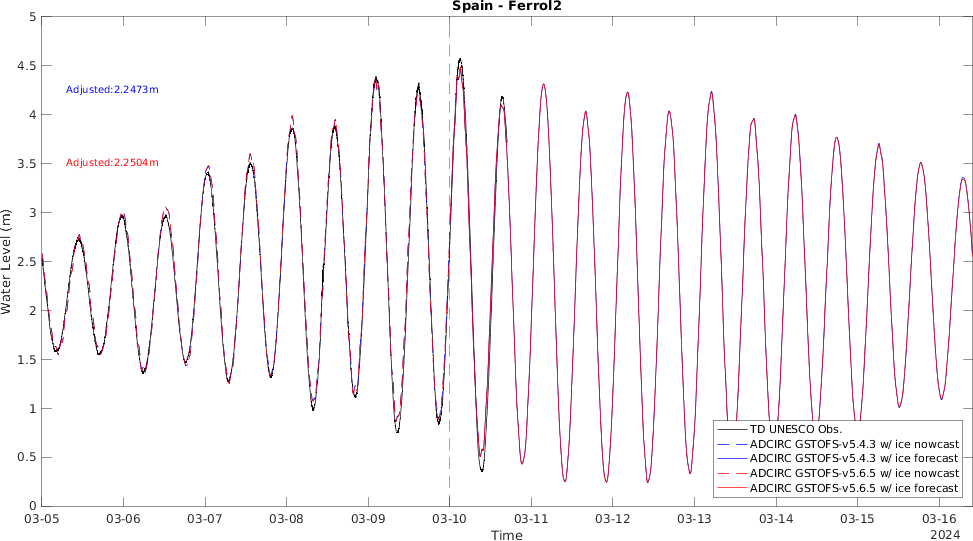 Spain - Ferrol2
Adjusted:2.2473m
Adjusted:2.2504m
Water Level (m)
5
4.5
4
3.5
3
2.5
2
1.5
1
0.5
0
TD UNESCO Obs.
ADCIRC GSTOFS-v5.4.3 w/ ice nowcast
ADCIRC GSTOFS-v5.4.3 w/ ice forecast
ADCIRC GSTOFS-v5.6.5 w/ ice nowcast
ADCIRC GSTOFS-v5.6.5 w/ ice forecast
03-05 03-06 03-07 03-08 03-09 03-10 03-11 03-12 03-13 03-14 03-15 03-16
2024
Time